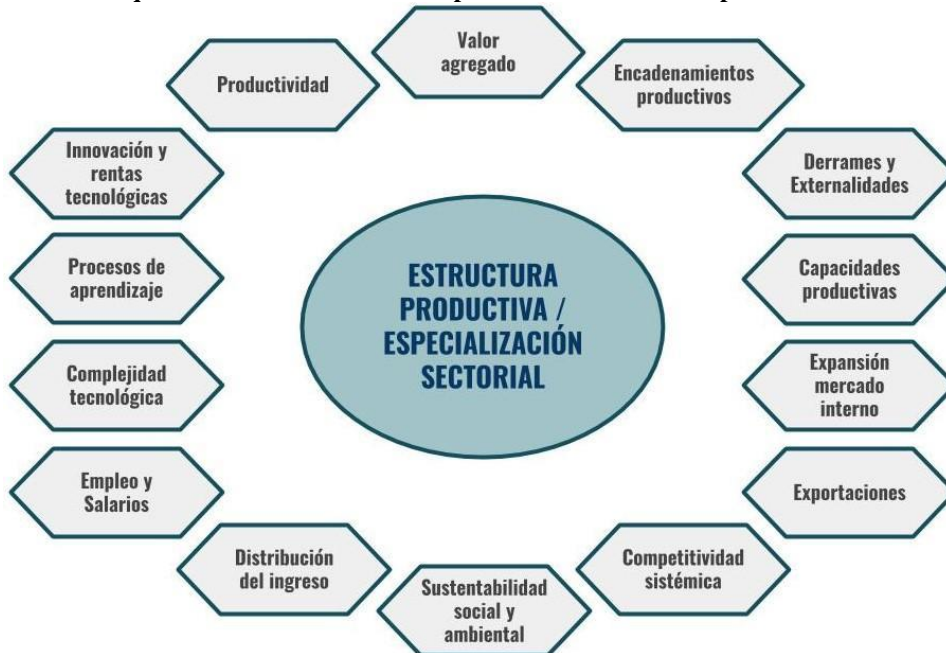 Valor
agregado
Productividad
Encadenamientos
productivos
Innovación y
rentas
tecnológicas
Derrames y
Externalidades
Procesos de
aprendizaje
ESTRUCTURA
PRODUCTIVA /
ESPECIALIZACIÓN
SECTORIAL
Capacidades
productivas
Complejidad
tecnológica
Expansión
mercado
interno
Empleo y
Salarios
Exportaciones
Distribución
del ingreso
Competitividad
sistémica
Sustentabilidad
social y
ambiental